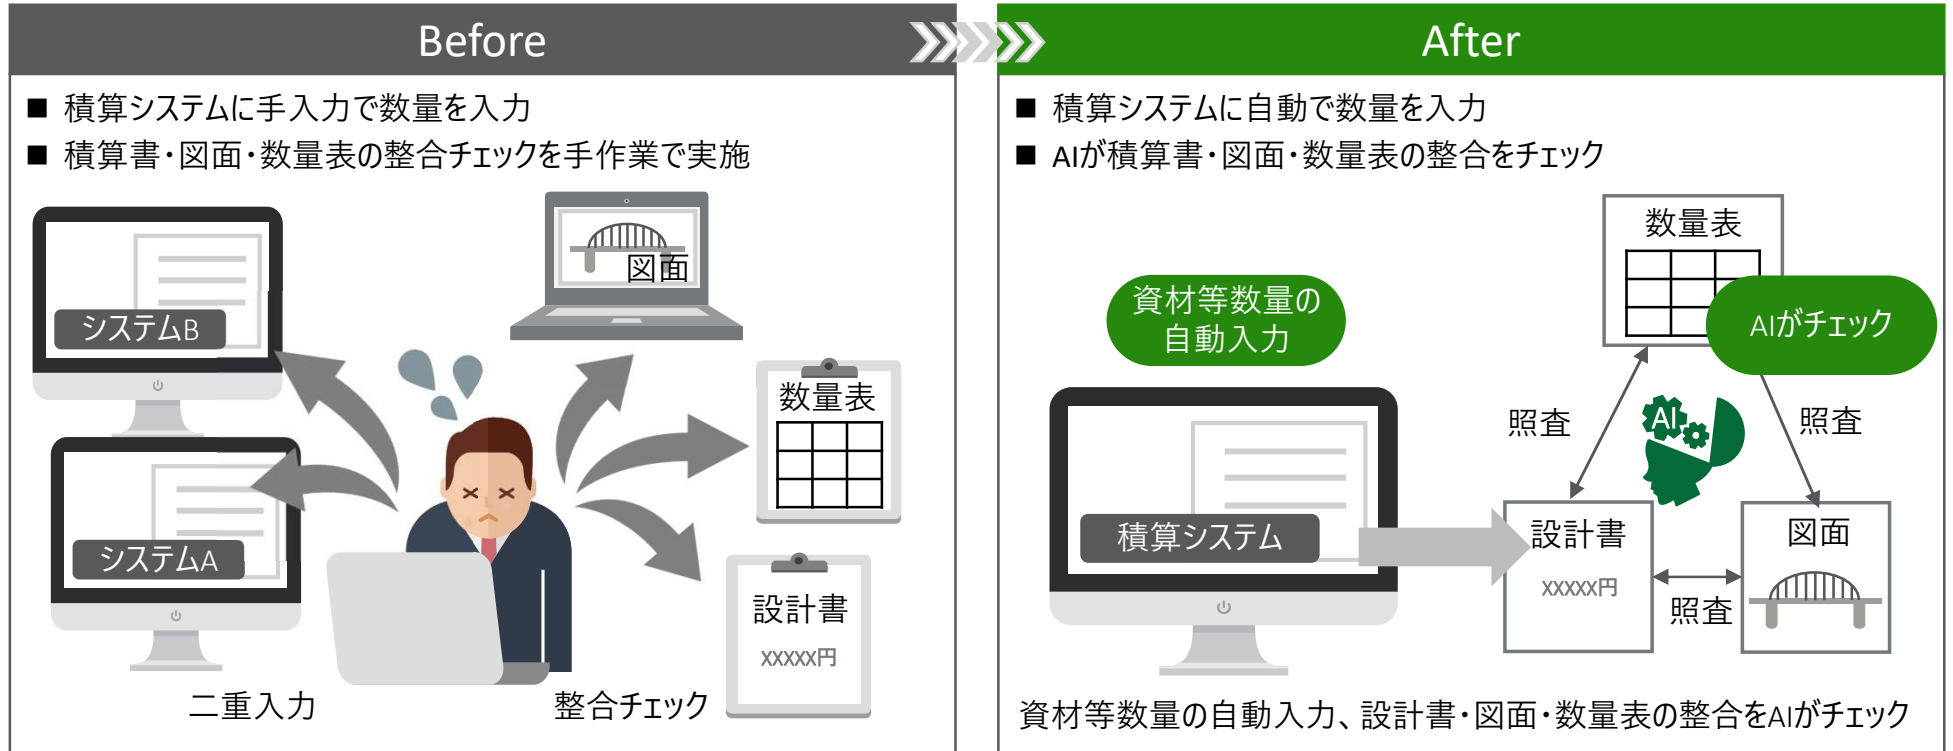 Before
■ 積算システムに手入力で数量を入力
■ 積算書・図面・数量表の整合チェックを手作業で実施
システムB
システムA
図面
数量表
設計書
XXXXX円
二重入力
整合チェック
After
■ 積算システムに自動で数量を入力
■ AIが積算書・図面・数量表の整合をチェック
資材等数量の
自動入力
積算システム
数量表
AIがチェック
照査
AI
照査
設計書
XXXXX円
照査
図面
資材等数量の自動入力、設計書・図面・数量表の整合をAIがチェック